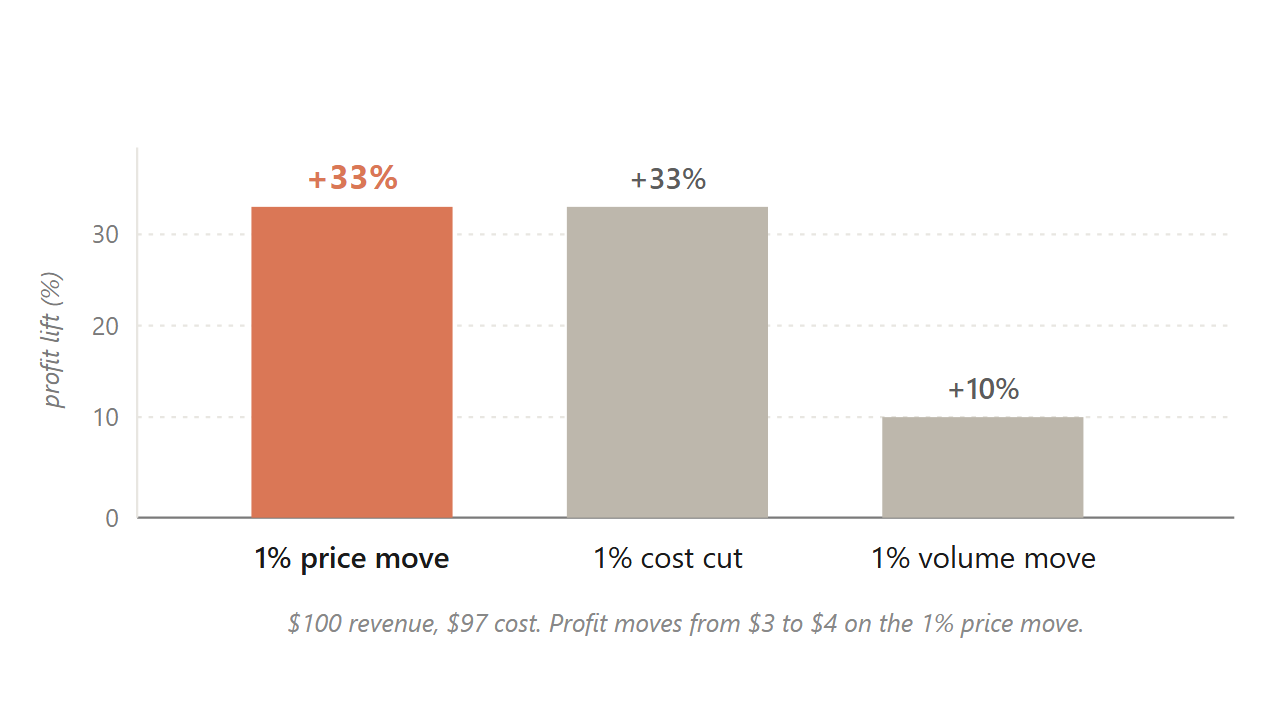 +33%
+33%
+10%
30
20
10
0
profit lift (%)
1% price move
1% cost cut
1% volume move
$100 revenue, $97 cost. Profit moves from $3 to $4 on the 1% price move.